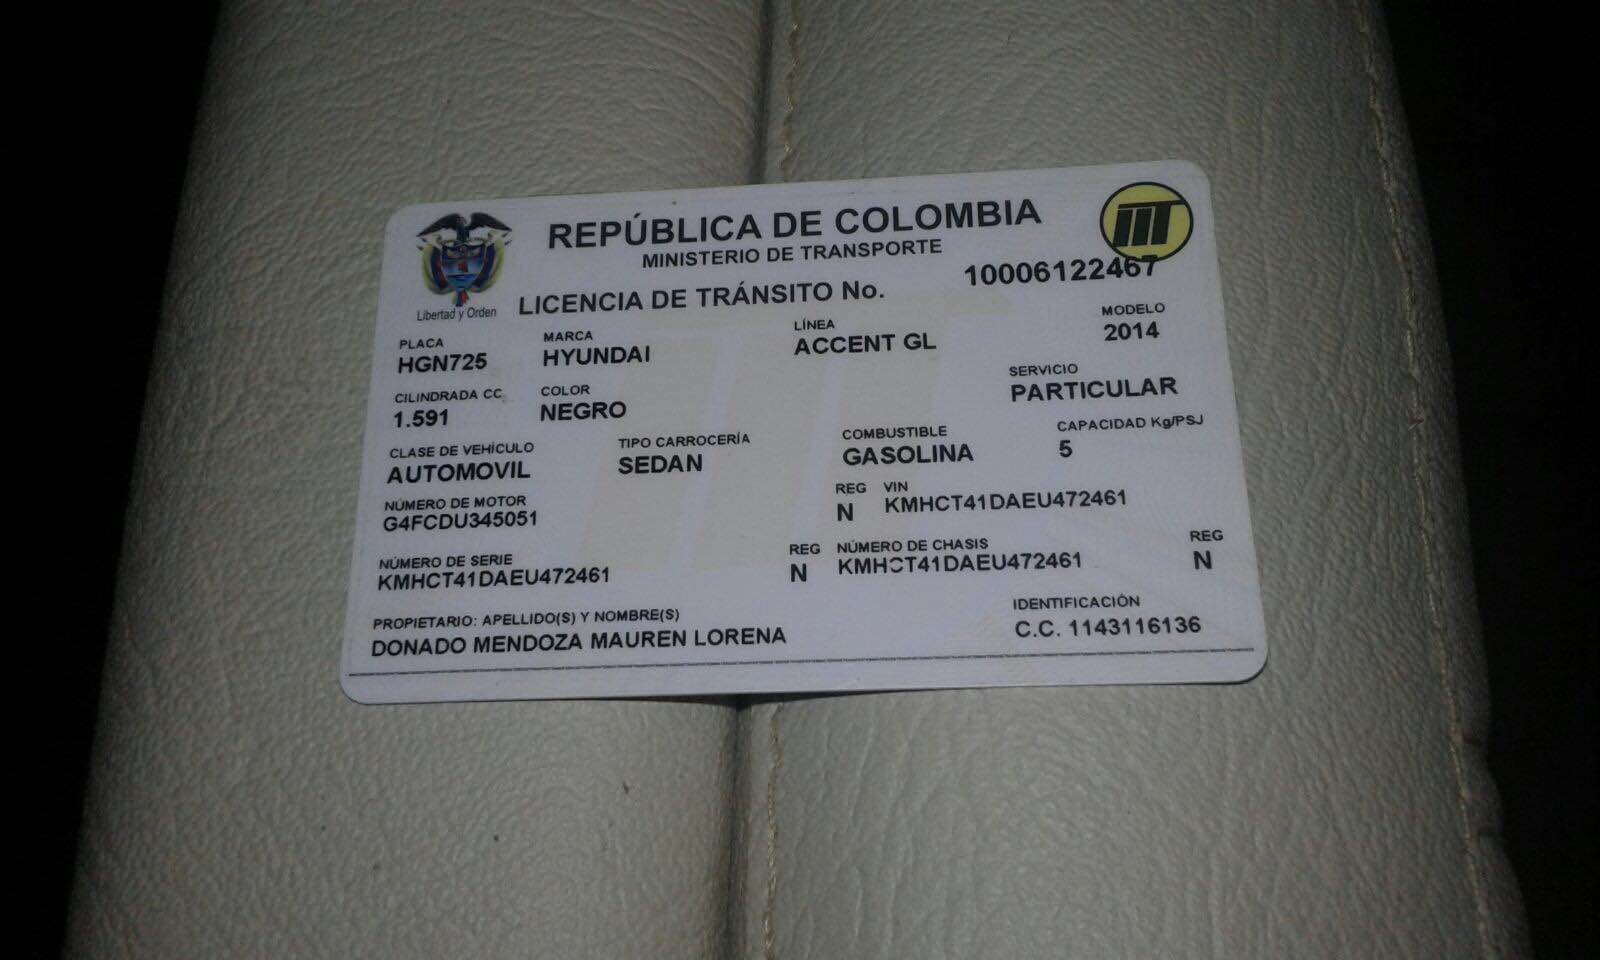 REPÚBLICA DE COLOMBIA
MINISTERIO DE TRANSPORTE
Libertad y Orden
LICENCIA DE TRÁNSITO No. 10006122467
PLACA MARCA LÍNEA MODELO
HGN725 HYUNDAI ACCENT GL 2014
CILINDRADA CC COLOR SERVICIO
1.591 NEGRO PARTICULAR
CLASE DE VEHÍCULO TIPO CARROCERÍA COMBUSTIBLE CAPACIDAD Kg/PSJ
AUTOMOVIL SEDAN GASOLINA 5
NÚMERO DE MOTOR REG VIN
G4FCDU345051 N KMHCT41DAEU472461
NÚMERO DE SERIE REG NÚMERO DE CHASIS REG
KMHCT41DAEU472461 N KMHCT41DAEU472461 N
PROPIETARIO: APELLIDO(S) Y NOMBRE(S) IDENTIFICACIÓN
DONADO MENDOZA MAUREN LORENA C.C. 1143116136